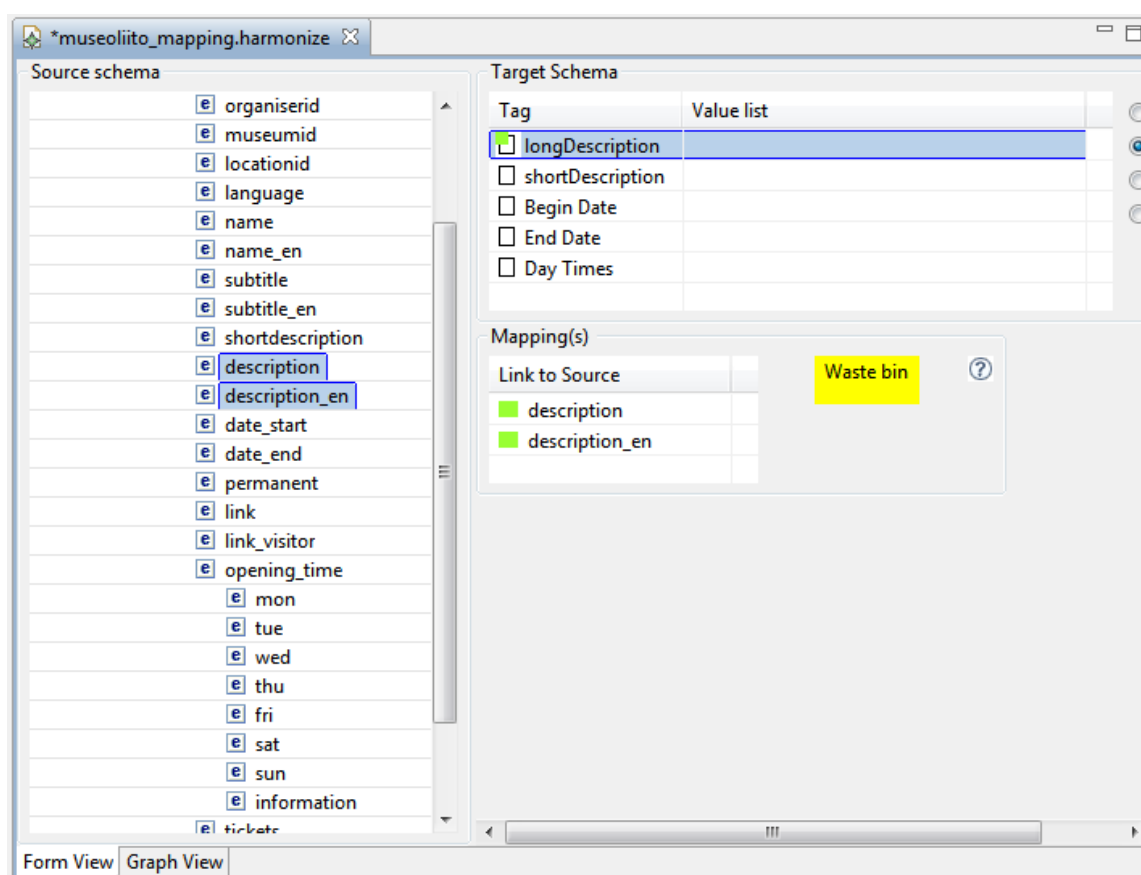 *museoliito_mapping.harmonize
Source schema
organiserid
museumid
locationid
language
name
name_en
subtitle
subtitle_en
shortdescription
description
description_en
date_start
date_end
permanent
link
link_visitor
opening_time
mon
tue
wed
thu
fri
sat
sun
information
tickets
Target Schema
Tag Value list
longDescription
shortDescription
Begin Date
End Date
Day Times
Mapping(s)
Link to Source
description
description_en
Waste bin
Form View Graph View